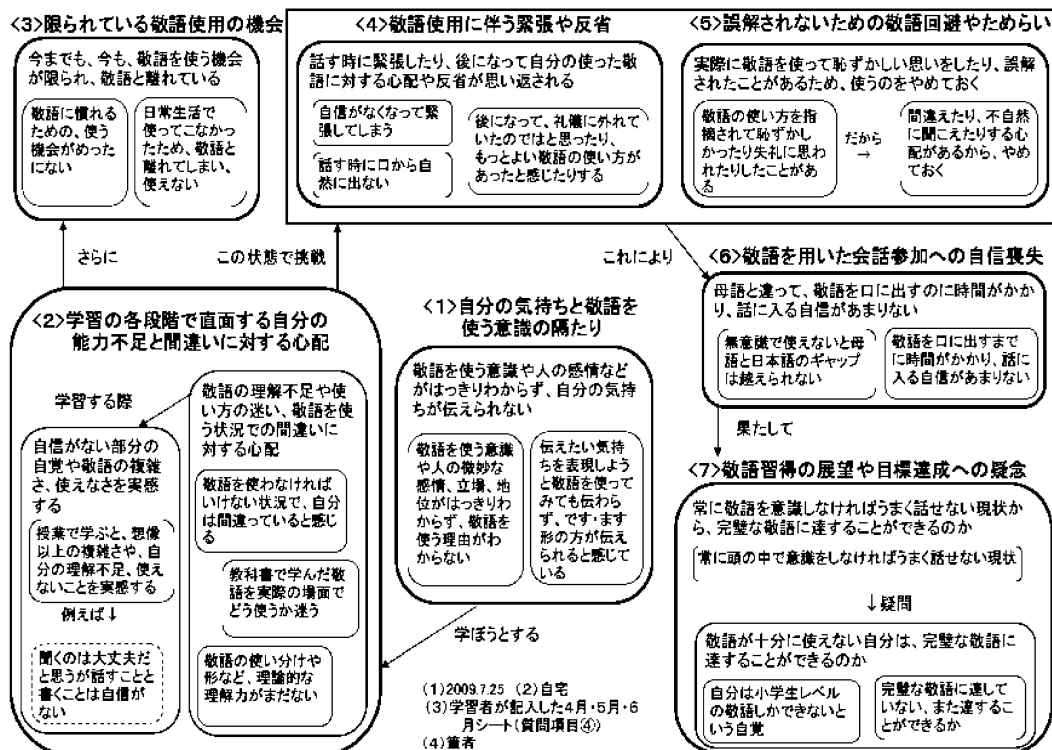 <3>限られている敬語使用の機会
今までも、今も、敬語を使う機会
が限られ、敬語と離れている
敬語に慣れる
ための、使う
機会がめった
にない
日常生活で
使ってこなかっ
たため、敬語と
離れてしまい、
使えない
<4>敬語使用に伴う緊張や反省
話す時に緊張したり、後になって自分の使った敬
語に対する心配や反省が思い返される
自信がなくなって緊
張してしまう
話す時に口から自
然に出ない
後になって、礼儀に外れて
いたのではと思ったり、
もっとよい敬語の使い方が
あったと感じたりする
<5>誤解されないための敬語回避やためらい
実際に敬語を使って恥ずかしい思いをしたり、誤解
されたことがあるため、使うのをやめておく
敬語の使い方を指
摘されて恥ずかし
かったり失礼に思わ
れたりしたことがあ
る
だから
→
間違えたり、不自然
に聞こえたりする心
配があるから、やめ
ておく
さらに
この状態で挑戦
これにより
<6>敬語を用いた会話参加への自信喪失
母語と違って、敬語を口に出すのに時間がかか
り、話に入る自信があまりない
無意識で使えないと母
語と日本語のギャップ
は越えられない
敬語を口に出すまで
に時間がかかり、話に
入る自信があまりない
<2>学習の各段階で直面する自分の
能力不足と間違いに対する心配
学習する際
自信がない部分の
自覚や敬語の複雑
さ、使えなさを実感
する
授業で学ぶと、想像
以上の複雑さや、自
分の理解不足、使え
ないことを実感する
例えば↓
聞くのは大丈夫だ
と思うが話すことと
書くことは自信が
ない
敬語の理解不足や使
い方の迷い、敬語を使
う状況での間違いに
対する心配
敬語を使わなければ
いけない状況で、自分
は間違っていると感じ
る
教科書で学んだ敬
語を実際の場面で
どう使うか迷う
敬語の使い分けや
形など、理論的な
理解力がまだない
<1>自分の気持ちと敬語を
使う意識の隔たり
敬語を使う意識や人の感情など
がはっきりわからず、自分の気持
ちが伝えられない
敬語を使う意識
や人の微妙な
感情、立場、地
位がはっきりわ
からず、敬語を
使う理由がわ
からない
伝えたい気持
ちを表現しよう
と敬語を使って
みても伝わら
ず、です・ます
形の方が伝え
られると感じて
いる
学ぼうとする
果たして
<7>敬語習得の展望や目標達成への疑念
常に敬語を意識しなければうまく話せない現状か
ら、完璧な敬語に達することができるのか
常に頭の中で意識をしなければうまく話せない現状
↓疑問
敬語が十分に使えない自分は、完璧な敬語に
達することができるのか
自分は小学生レベル
の敬語しかできないと
いう自覚
完璧な敬語に達して
いない、また達するこ
とができるか
(1)2009.7.25 (2)自宅
(3)学習者が記入した4月・5月・6
月シート(質問項目④)
(4)筆者